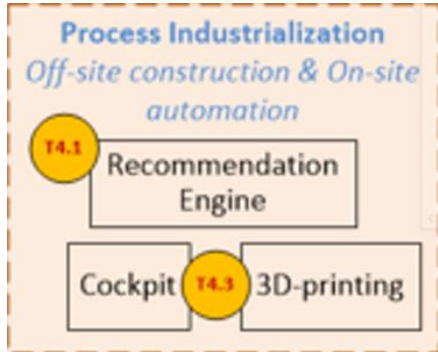 Process Industrialization
Off-site construction & On-site
automation
T4.1
Recommendation
Engine
Cockpit T4.3 3D-printing